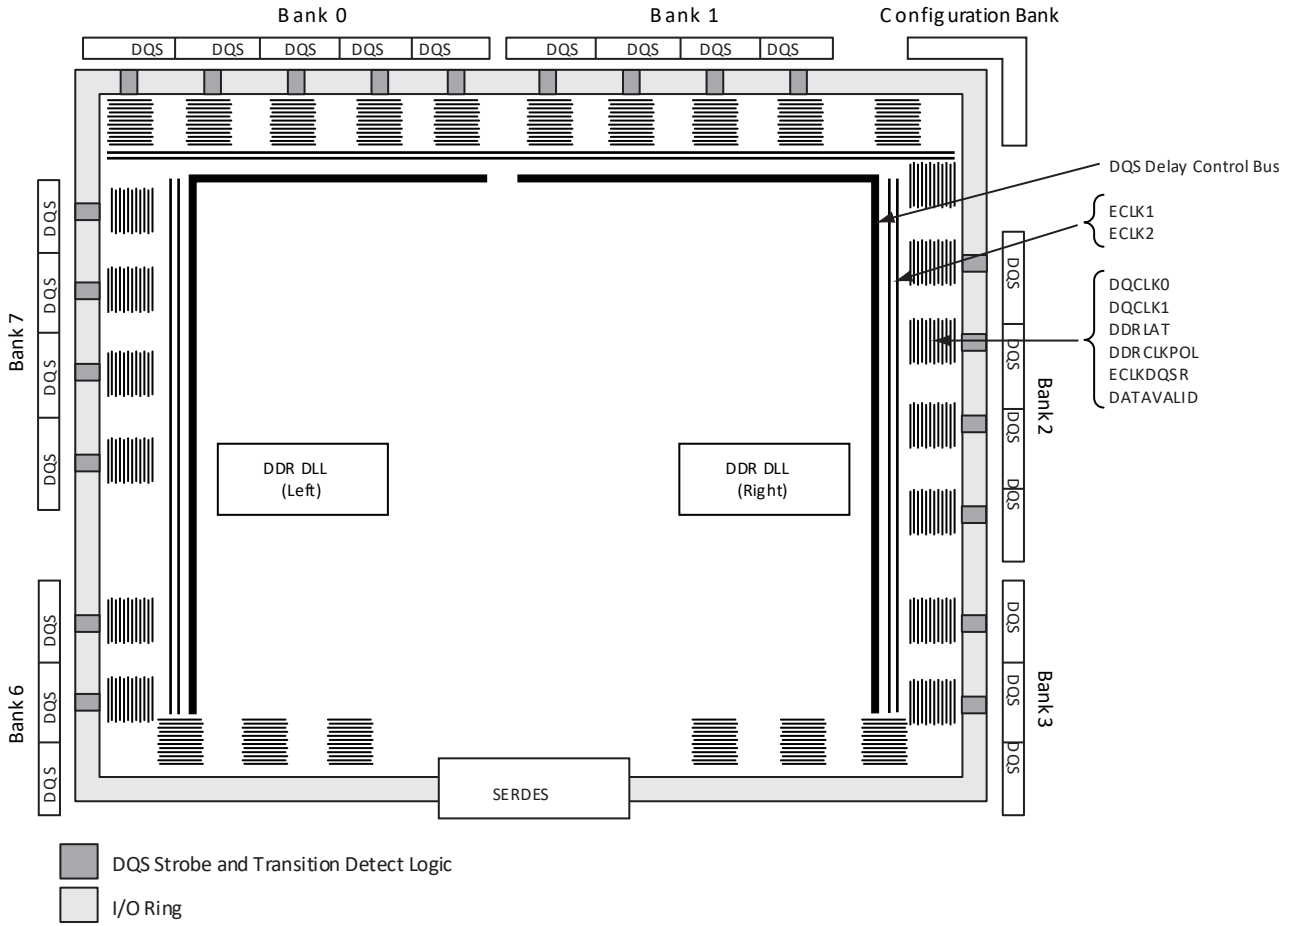 Bank 0
Bank 1
Configuration Bank
DQS DQS DQS DQS DQS
DQS DQS DQS DQS
DQS Delay Control Bus
ECLK1
ECLK2
DQCLK0
DQCLK1
DDRLAT
DDRCLKPOL
ECLKDQSR
DATAVALID
Bank 7
DQS
DQS
DQS
DQS
Bank 6
DQS
DQS
DQS
DDR DLL
(Left)
DDR DLL
(Right)
DQS
DQS
DQS
DQS
Bank 2
DQS
DQS
DQS
Bank 3
SERDES
DQS Strobe and Transition Detect Logic
I/O Ring